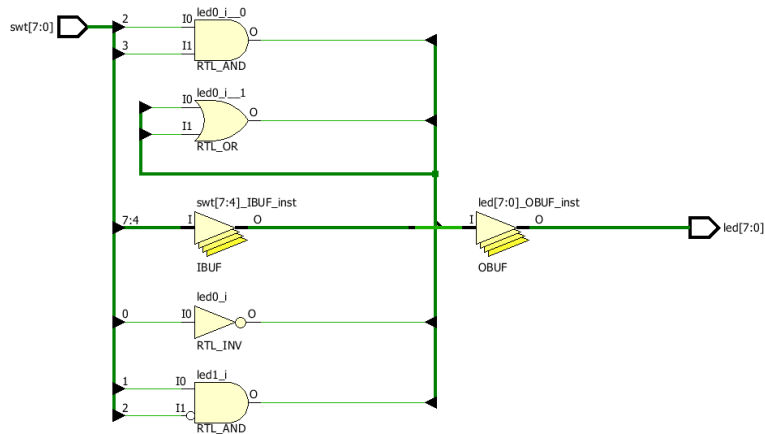 swt[7:0]
led0_i__0
2 I0 O
3 I1
RTL_AND
led0_i__1
I0 O
I1
RTL_OR
swt[7:4]_IBUF_inst led[7:0]_OBUF_inst
7:4 I O I O led[7:0]
IBUF OBUF
led0_i
0 I0 O
RTL_INV
led1_i
1 I0 O
2 I1
RTL_AND